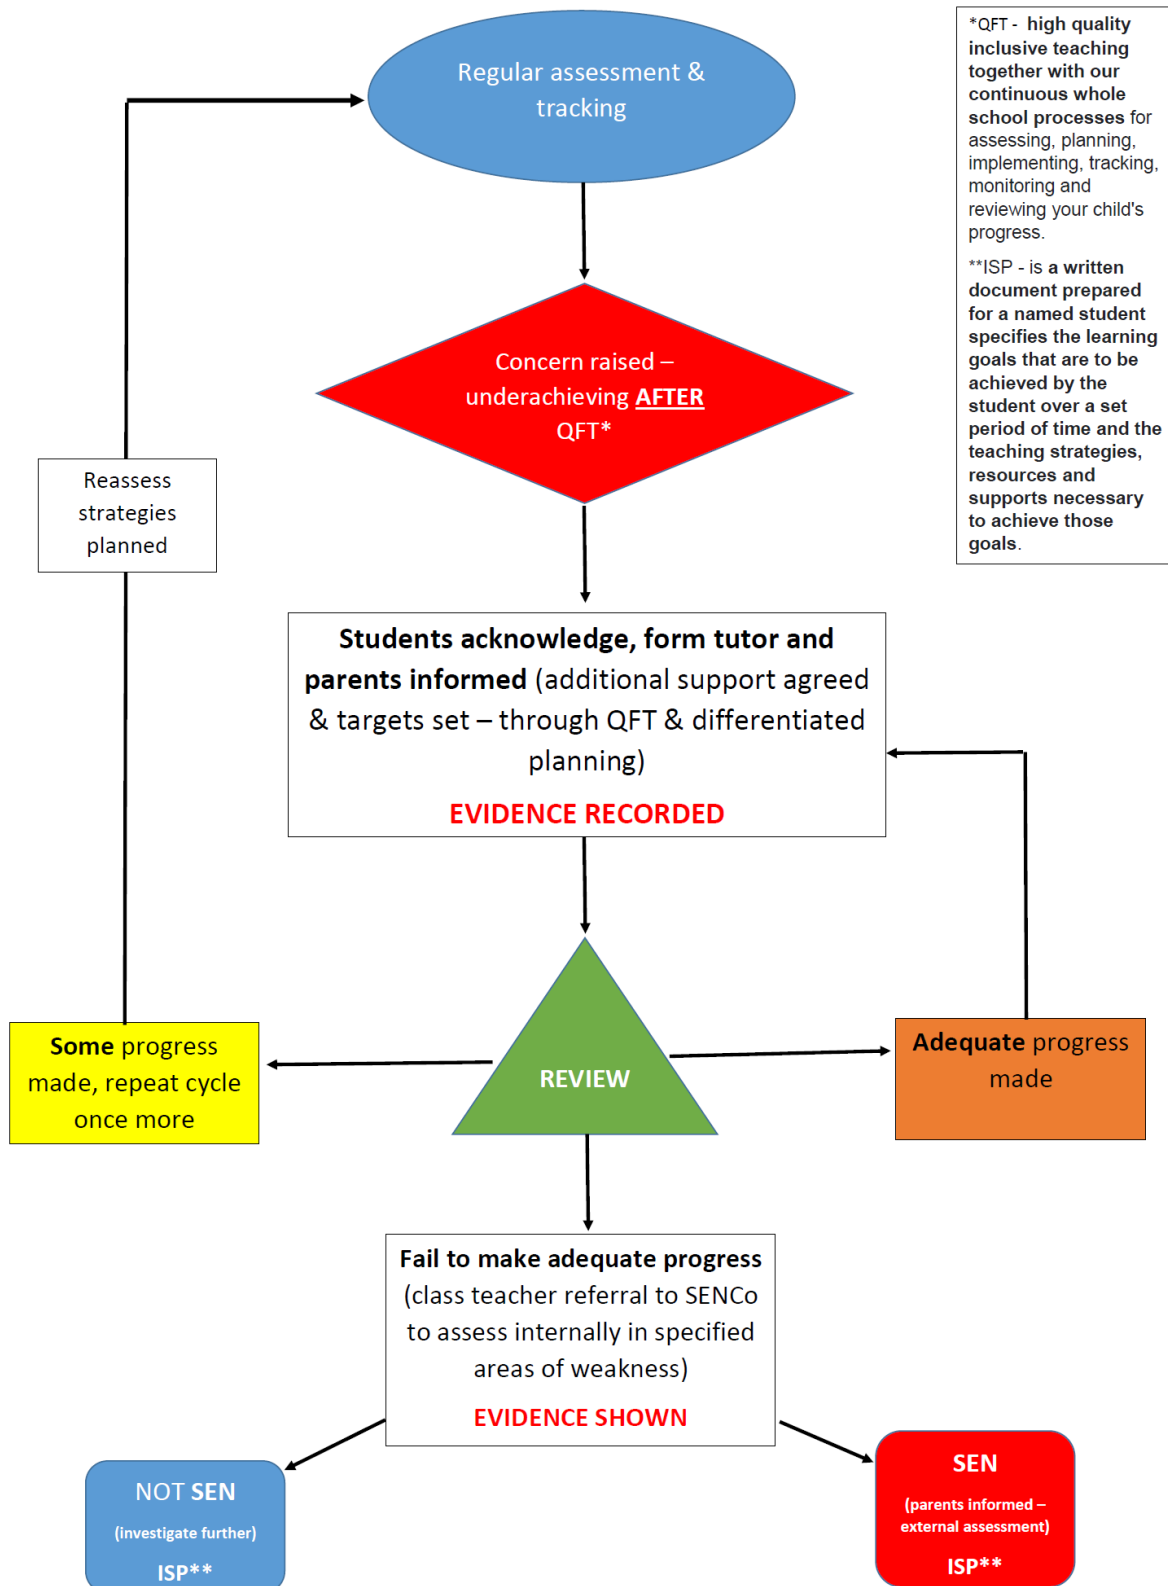 Regular assessment &
tracking
*QFT - high quality
inclusive teaching
together with our
continuous whole
school processes for
assessing, planning,
implementing, tracking,
monitoring and
reviewing your child's
progress.
**ISP - is a written
document prepared
for a named student
specifies the learning
goals that are to be
achieved by the
student over a set
period of time and the
teaching strategies,
resources and
supports necessary
to achieve those
goals.
Concern raised –
underachieving AFTER
QFT*
Reassess
strategies
planned
Students acknowledge, form tutor and
parents informed (additional support agreed
& targets set – through QFT & differentiated
planning)
EVIDENCE RECORDED
Some progress
made, repeat cycle
once more
REVIEW
Adequate progress
made
Fail to make adequate progress
(class teacher referral to SENCo
to assess internally in specified
areas of weakness)
EVIDENCE SHOWN
NOT SEN
(investigate further)
ISP**
SEN
(parents informed –
external assessment)
ISP**